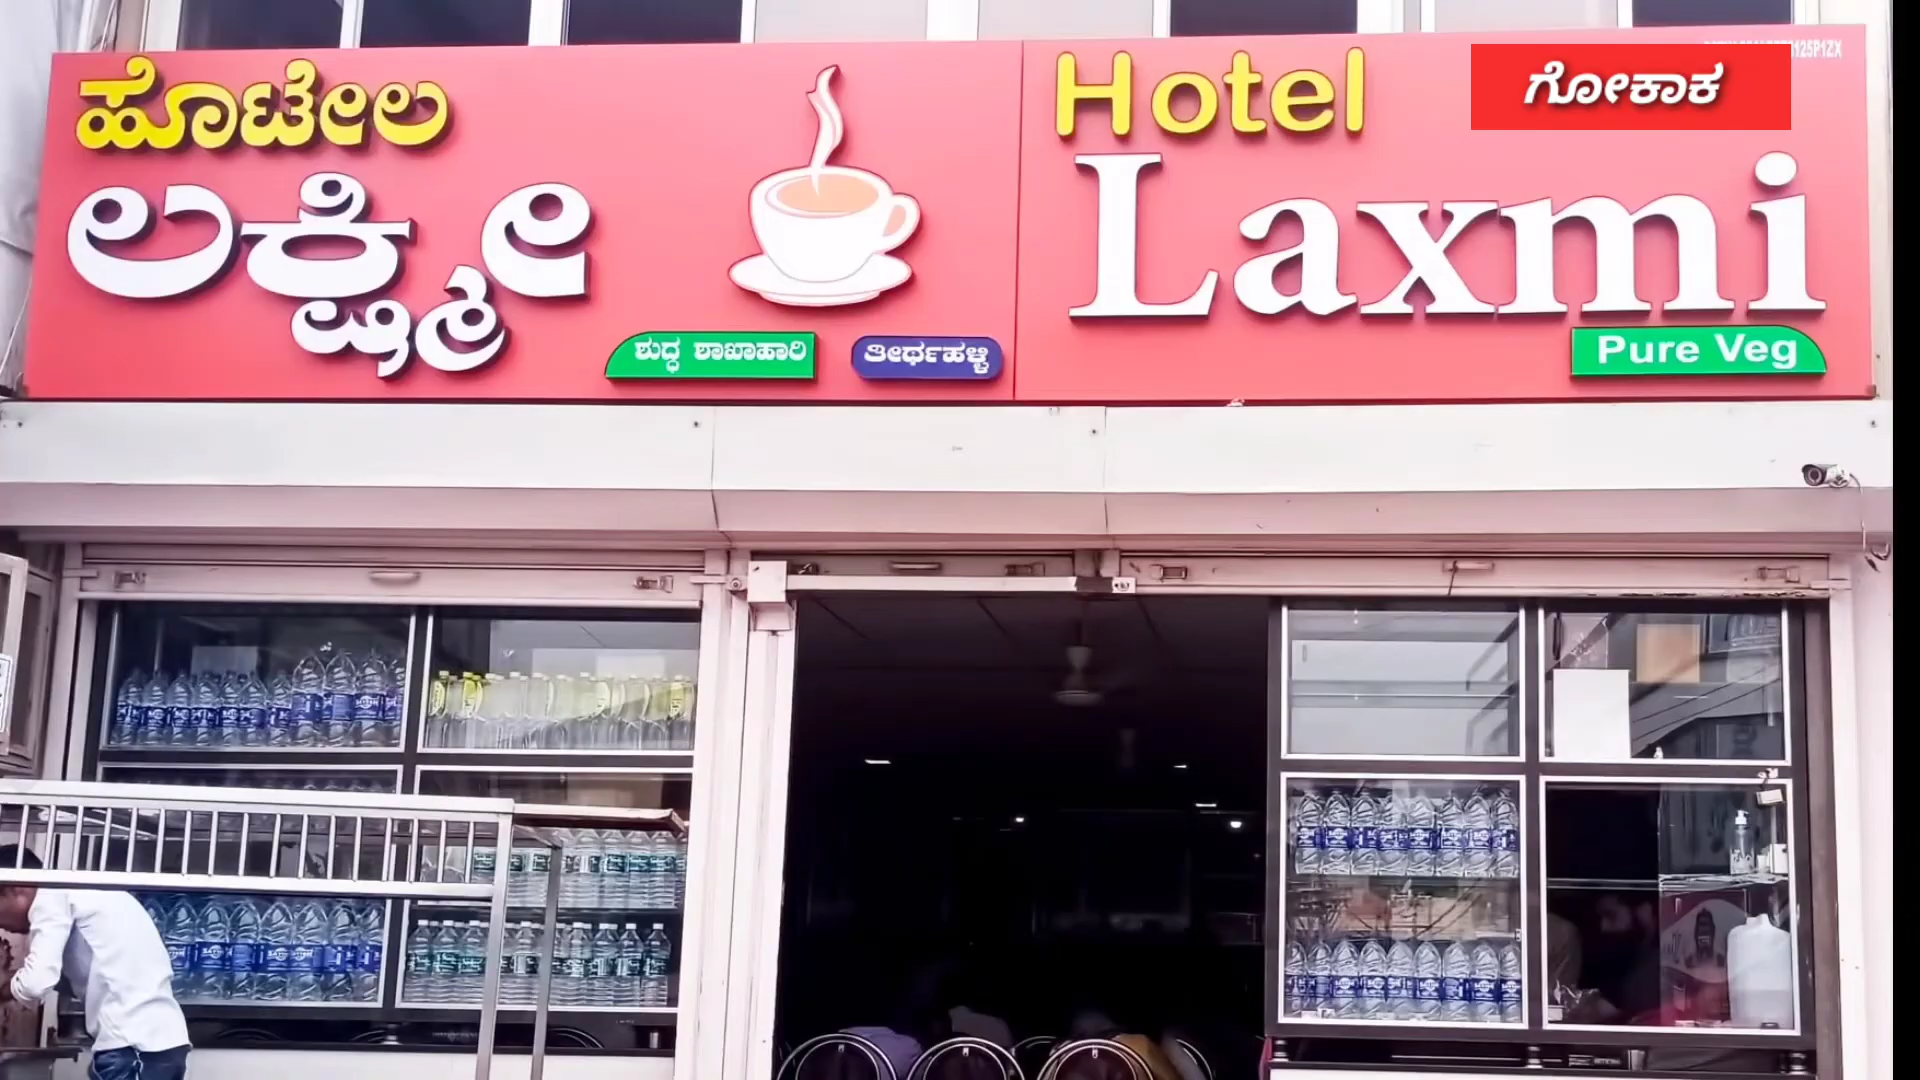 ಹೊಟೇಲ
ಲಕ್ಷ್ಮೀ
ಶುದ್ಧ ಶಾಖಾಹಾರಿ
ತೀರ್ಥಹಳ್ಳಿ
Hotel
Laxmi
Pure Veg
ಗೋಕಾಕ